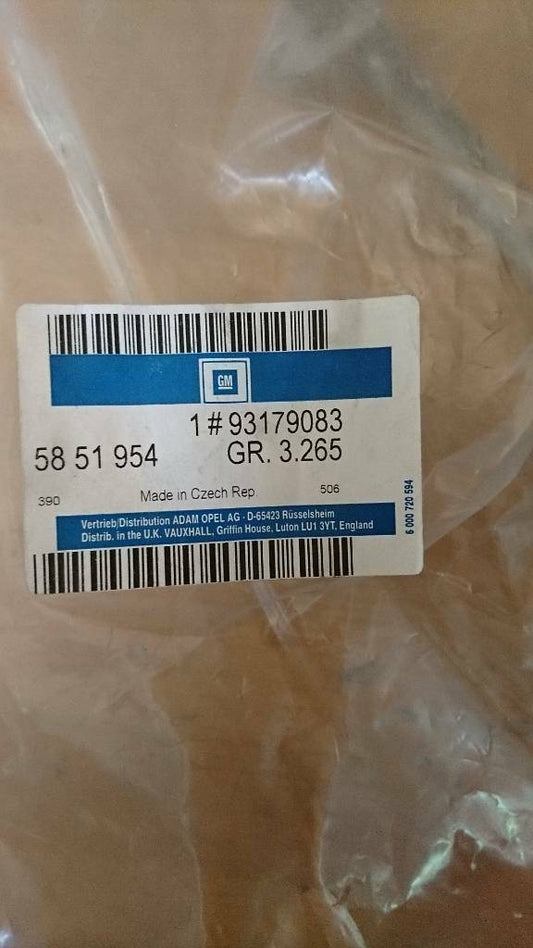 GM
1 # 93179083
58 51 954 GR. 3.265
390 Made in Czech Rep. 506
Vertrieb/Distribution ADAM OPEL AG - D-65423 Rüsselsheim
Distrib. in the U.K. VAUXHALL, Griffin House, Luton LU1 3YT, England
6 000 720 594